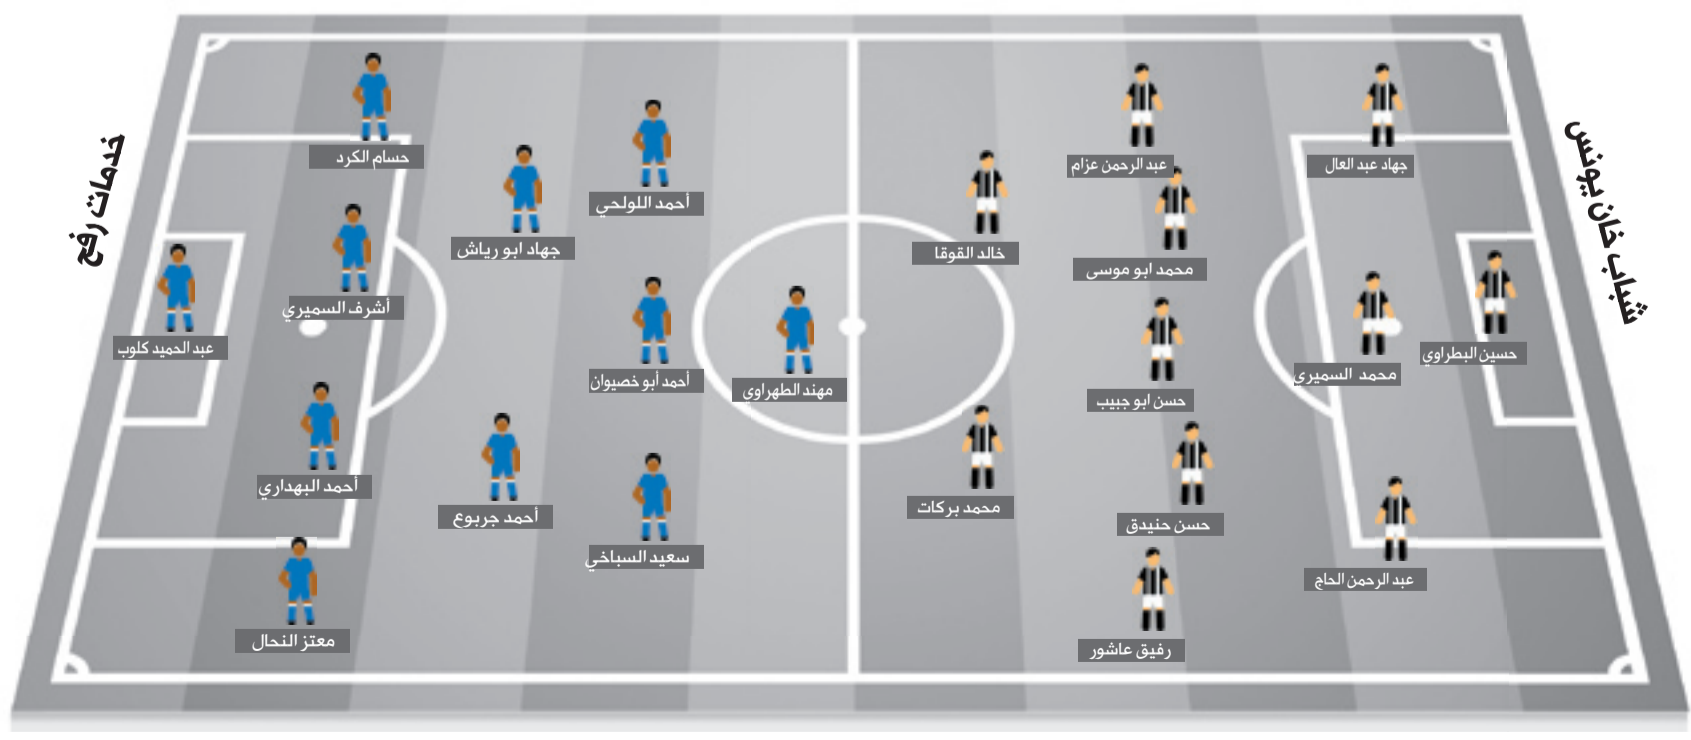 خدمات رفح
حسام الكرد
أشرف السميري
عبد الحميد كلوب
أحمد البهداري
معتز النحال
جهاد ابو رياش
أحمد جربوع
أحمد اللولحي
أحمد أبو خصيوان
سعيد السباخي
مهند الطهراوي
شباب خان يونس
خالد القوقا
محمد بركات
عبد الرحمن عزام
محمد ابو موسى
حسن ابو جبيب
حسن حنيدق
رفيق عاشور
جهاد عبد العال
محمد السميري
عبد الرحمن الحاج
حسين البطراوي